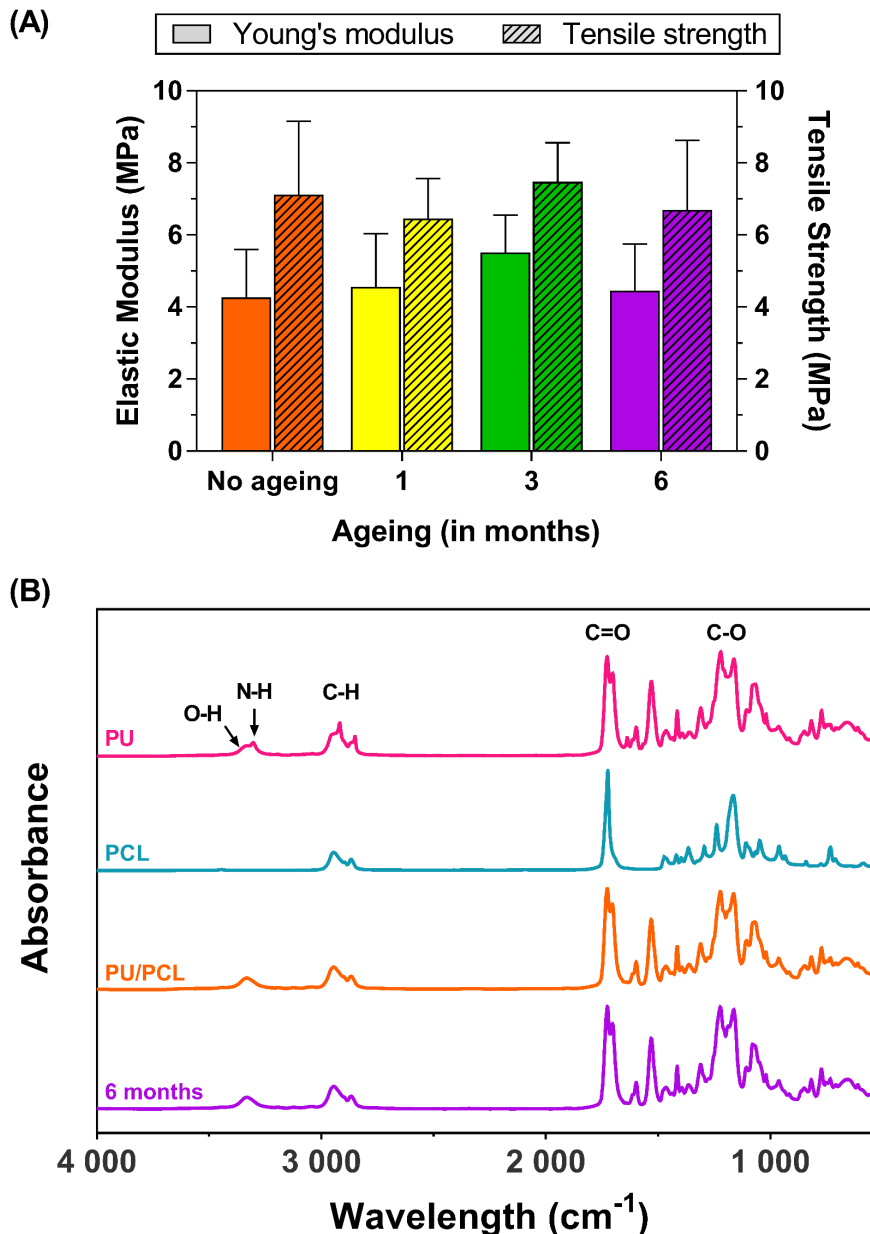 (A)
Young's modulus Tensile strength
Elastic Modulus (MPa)
10 10
8 8
6 6
4 4
2 2
0 0
Tensile Strength (MPa)
No ageing 1 3 6
Ageing (in months)
(B)
C=O C-O
N-H C-H
O-H
PU
PCL
PU/PCL
6 months
Absorbance
4 000 3 000 2 000 1 000
Wavelength (cm⁻¹)